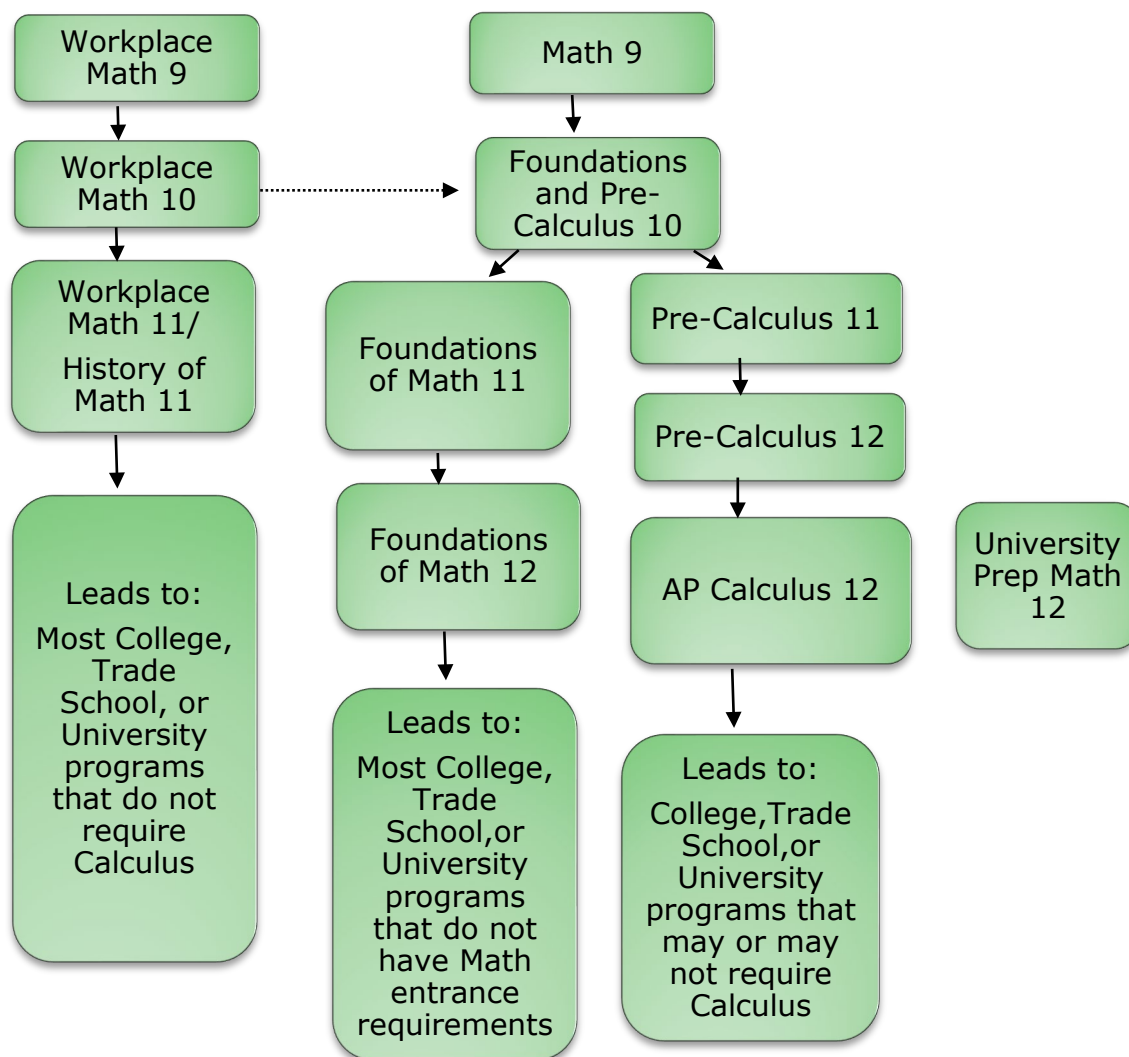 Workplace
Math 9
Math 9
Workplace
Math 10
Foundations
and Pre-
Calculus 10
Workplace
Math 11/
History of
Math 11
Foundations
of Math 11
Pre-Calculus 11
Pre-Calculus 12
Foundations
of Math 12
AP Calculus 12
University
Prep Math
12
Leads to:
Most College,
Trade
School, or
University
programs
that do not
require
Calculus
Leads to:
Most College,
Trade
School,or
University
programs
that do not
have Math
entrance
requirements
Leads to:
College,Trade
School,or
University
programs that
may or may
not require
Calculus